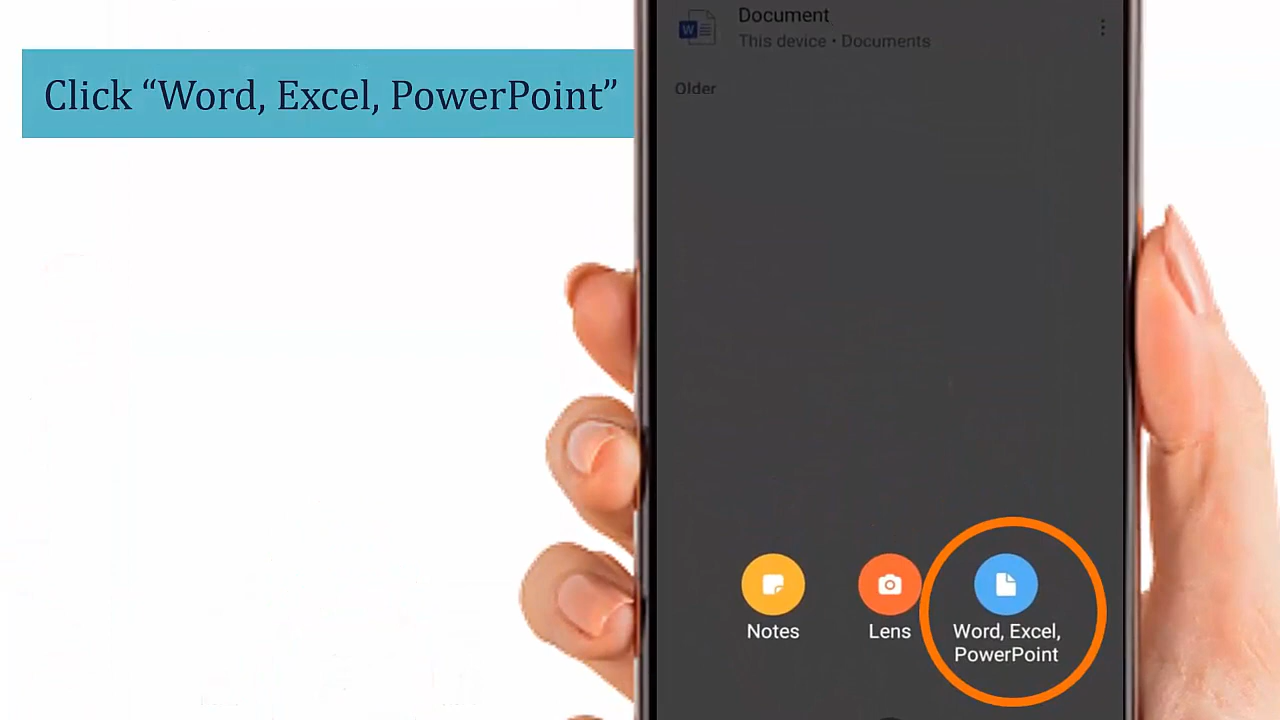 Click “Word, Excel, PowerPoint”
Document
This device • Documents
Older
Notes
Lens
Word, Excel,
PowerPoint